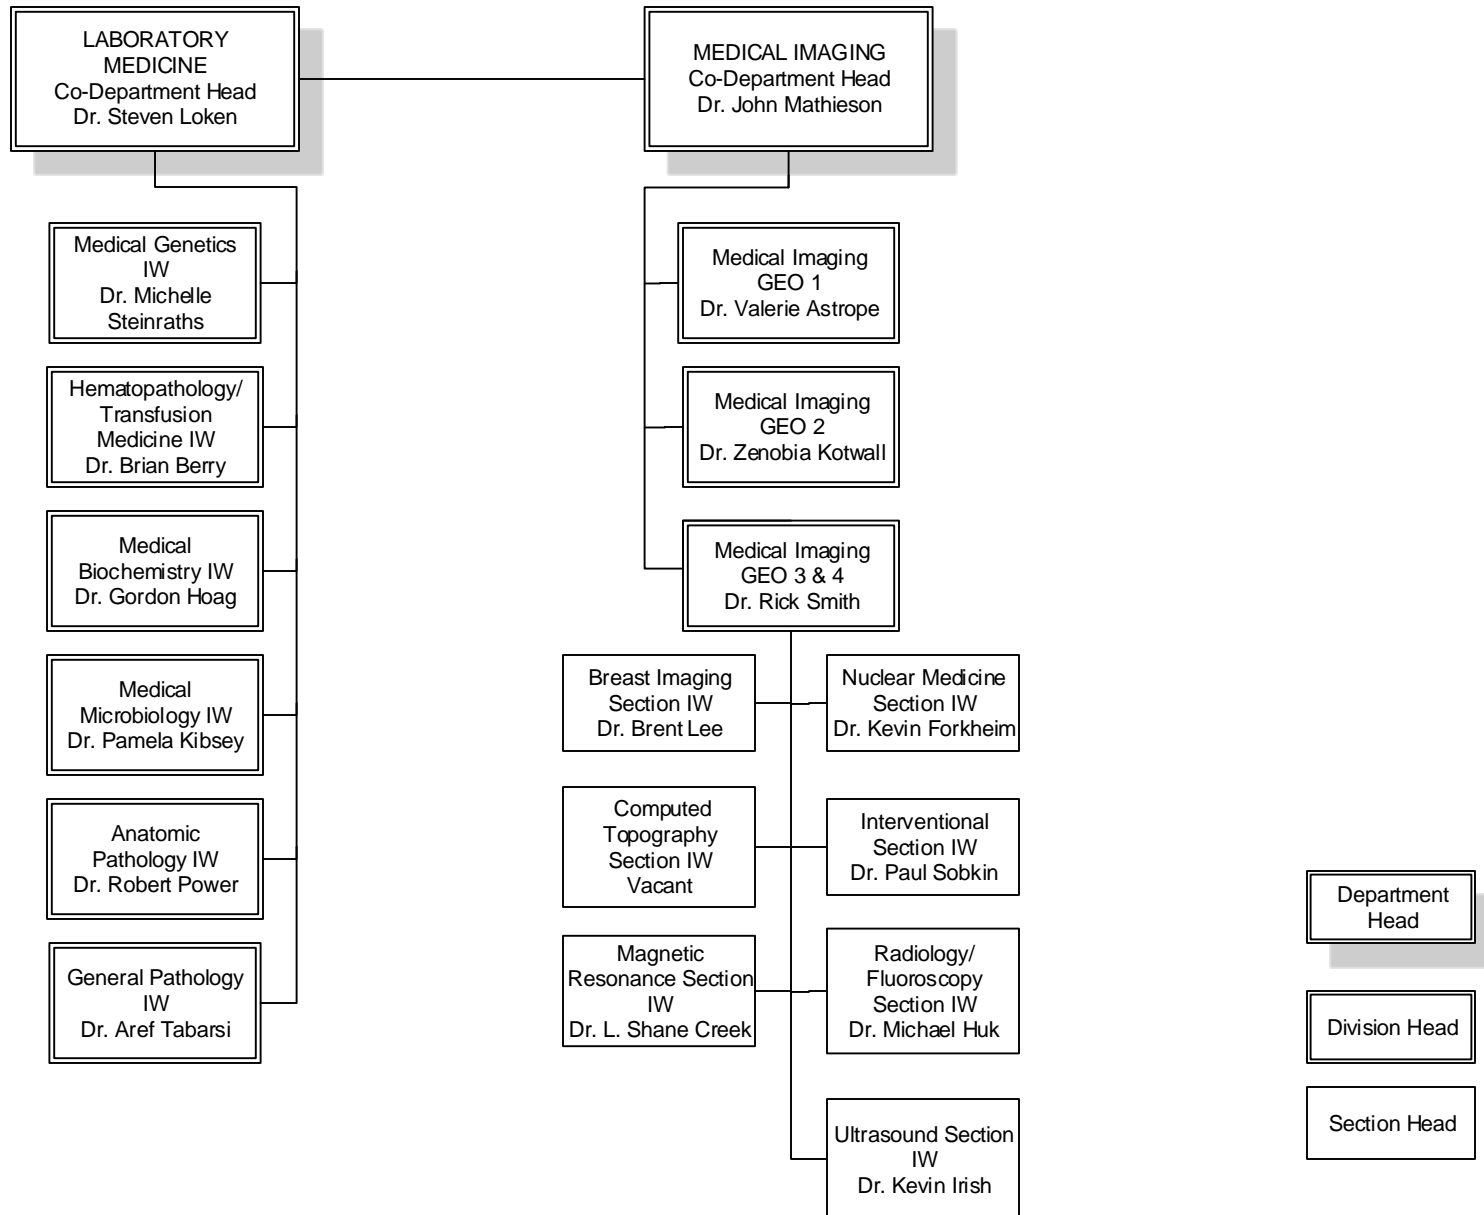 LABORATORY
MEDICINE
Co-Department Head
Dr. Steven Loken
MEDICAL IMAGING
Co-Department Head
Dr. John Mathieson
Medical Genetics
IW
Dr. Michelle
Steinraths
Hematopathology/
Transfusion
Medicine IW
Dr. Brian Berry
Medical
Biochemistry IW
Dr. Gordon Hoag
Medical
Microbiology IW
Dr. Pamela Kibsey
Anatomic
Pathology IW
Dr. Robert Power
General Pathology
IW
Dr. Aref Tabarsi
Medical Imaging
GEO 1
Dr. Valerie Astrope
Medical Imaging
GEO 2
Dr. Zenobia Kotwall
Medical Imaging
GEO 3 & 4
Dr. Rick Smith
Breast Imaging
Section IW
Dr. Brent Lee
Nuclear Medicine
Section IW
Dr. Kevin Forkheim
Computed
Topography
Section IW
Vacant
Interventional
Section IW
Dr. Paul Sobkin
Magnetic
Resonance Section
IW
Dr. L. Shane Creek
Radiology/
Fluoroscopy
Section IW
Dr. Michael Huk
Ultrasound Section
IW
Dr. Kevin Irish
Department
Head
Division Head
Section Head